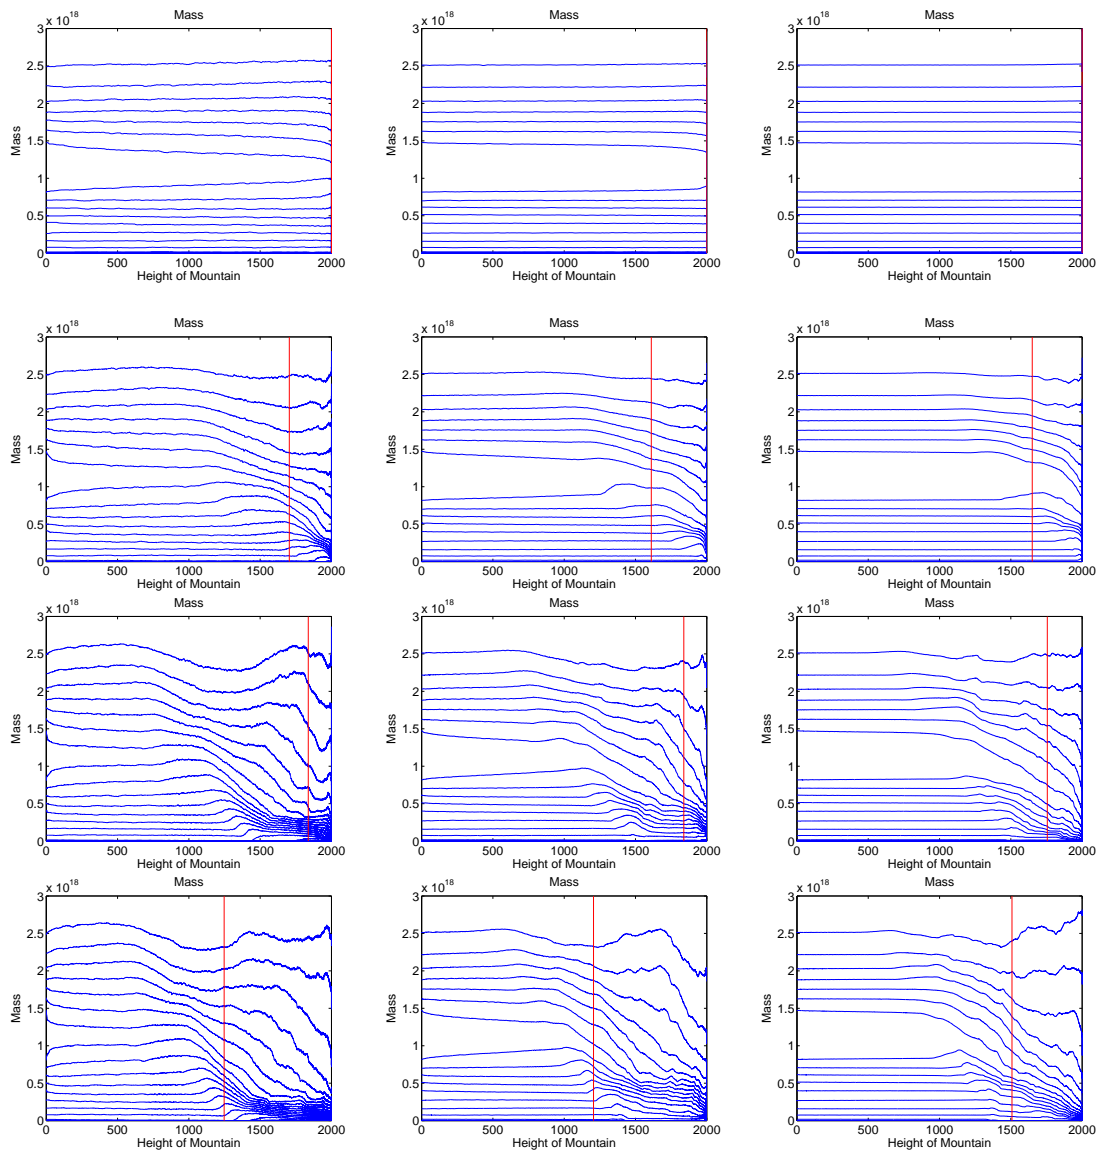 Mass Mass Mass
x 10^18 x 10^18 x 10^18
3 3 3
2.5 2.5 2.5
2 2 2
Mass 1.5 Mass 1.5 Mass 1.5
1 1 1
0.5 0.5 0.5
0 0 0
0 500 1000 1500 2000 0 500 1000 1500 2000 0 500 1000 1500 2000
Height of Mountain Height of Mountain Height of Mountain
Mass Mass Mass
x 10^18 x 10^18 x 10^18
3 3 3
2.5 2.5 2.5
2 2 2
Mass 1.5 Mass 1.5 Mass 1.5
1 1 1
0.5 0.5 0.5
0 0 0
0 500 1000 1500 2000 0 500 1000 1500 2000 0 500 1000 1500 2000
Height of Mountain Height of Mountain Height of Mountain
Mass Mass Mass
x 10^18 x 10^18 x 10^18
3 3 3
2.5 2.5 2.5
2 2 2
Mass 1.5 Mass 1.5 Mass 1.5
1 1 1
0.5 0.5 0.5
0 0 0
0 500 1000 1500 2000 0 500 1000 1500 2000 0 500 1000 1500 2000
Height of Mountain Height of Mountain Height of Mountain
Mass Mass Mass
x 10^18 x 10^18 x 10^18
3 3 3
2.5 2.5 2.5
2 2 2
Mass 1.5 Mass 1.5 Mass 1.5
1 1 1
0.5 0.5 0.5
0 0 0
0 500 1000 1500 2000 0 500 1000 1500 2000 0 500 1000 1500 2000
Height of Mountain Height of Mountain Height of Mountain